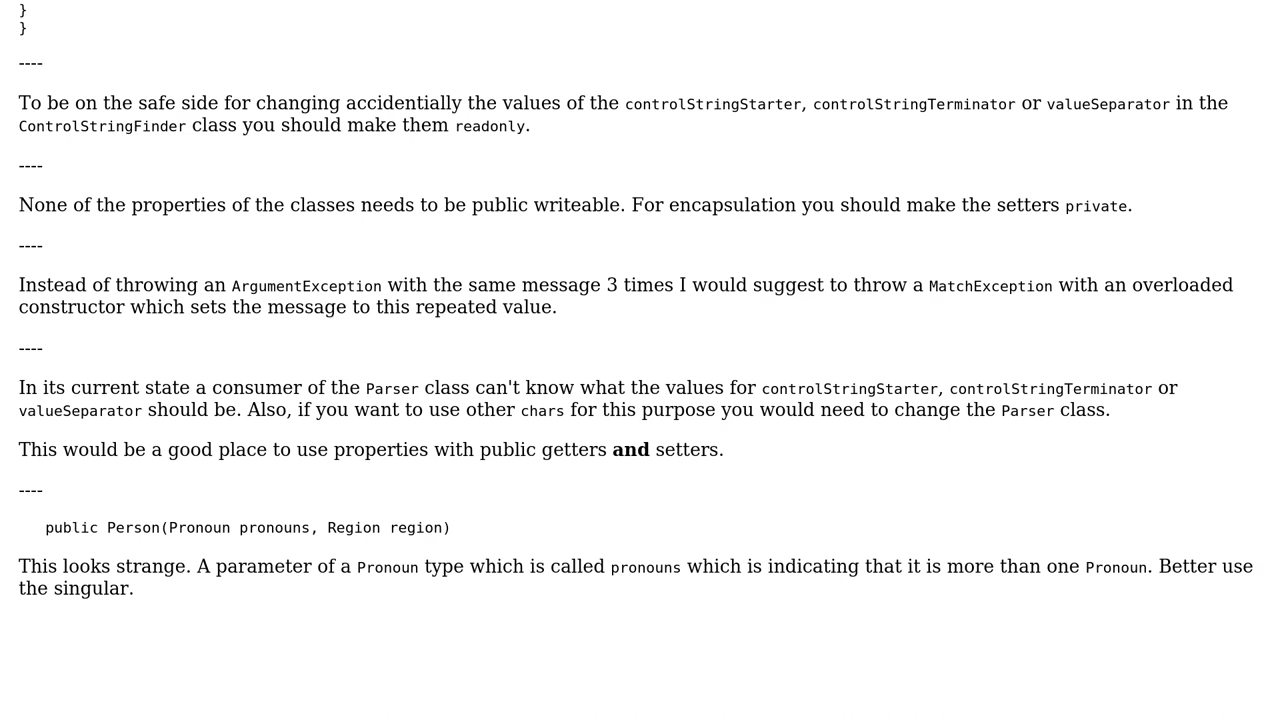 }
}
----
To be on the safe side for changing accidentially the values of the controlStringStarter, controlStringTerminator or valueSeparator in the
ControlStringFinder class you should make them readonly.
----
None of the properties of the classes needs to be public writeable. For encapsulation you should make the setters private.
----
Instead of throwing an ArgumentException with the same message 3 times I would suggest to throw a MatchException with an overloaded
constructor which sets the message to this repeated value.
----
In its current state a consumer of the Parser class can't know what the values for controlStringStarter, controlStringTerminator or
valueSeparator should be. Also, if you want to use other chars for this purpose you would need to change the Parser class.
This would be a good place to use properties with public getters and setters.
----
public Person(Pronoun pronouns, Region region)
This looks strange. A parameter of a Pronoun type which is called pronouns which is indicating that it is more than one Pronoun. Better use
the singular.